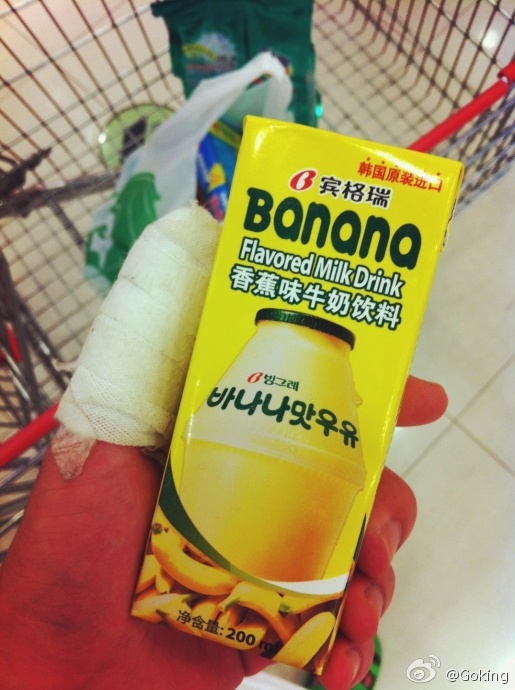 韩国原装进口
宾格瑞
Banana
Flavored Milk Drink
香蕉味牛奶饮料
빙그레
바나나맛우유
净含量: 200 ml
@Goking